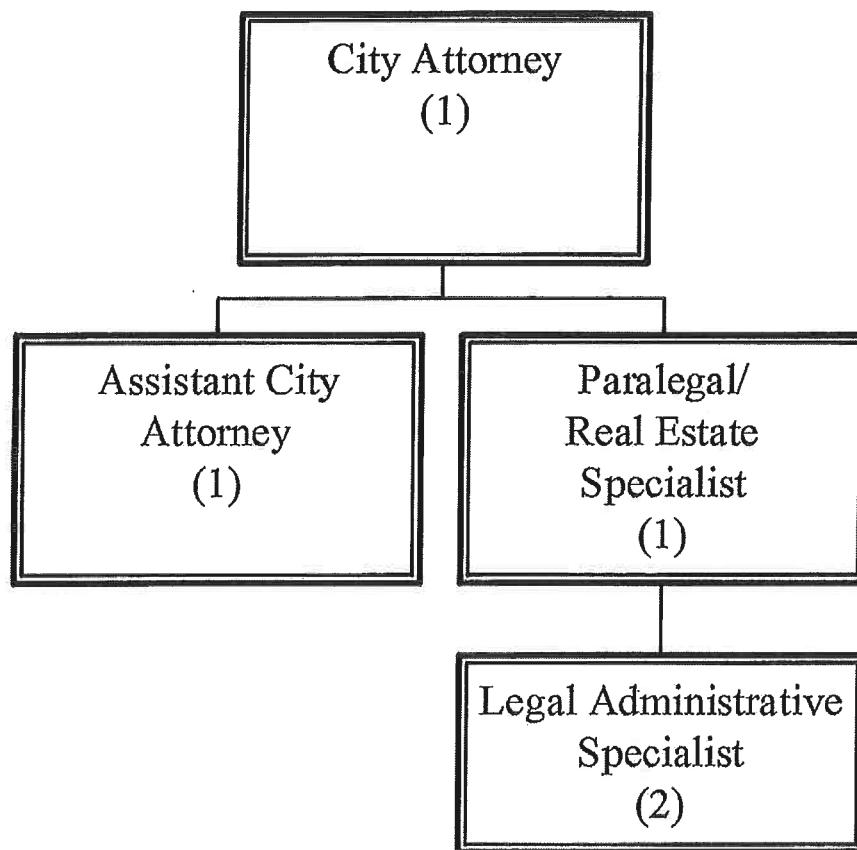 City Attorney
(1)
Assistant City
Attorney
(1)
Paralegal/
Real Estate
Specialist
(1)
Legal Administrative
Specialist
(2)